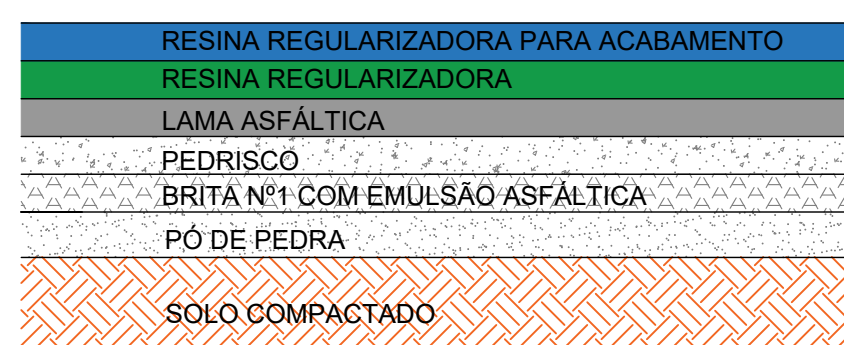 RESINA REGULARIZADORA PARA ACABAMENTO
RESINA REGULARIZADORA
LAMA ASFÁLTICA
PEDRISCO
BRITA Nº1 COM EMULSÃO ASFÁLTICA
PÓ DE PEDRA
SOLO COMPACTADO